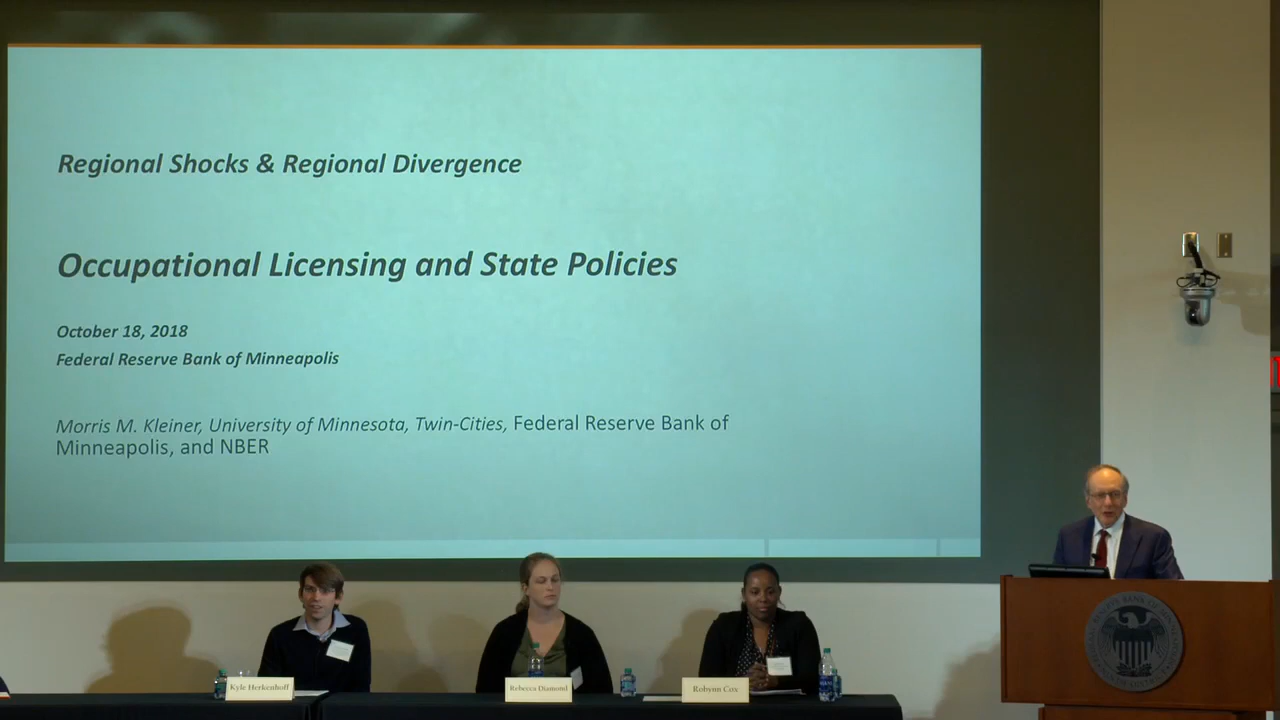 Regional Shocks & Regional Divergence
Occupational Licensing and State Policies
October 18, 2018
Federal Reserve Bank of Minneapolis
Morris M. Kleiner, University of Minnesota, Twin-Cities, Federal Reserve Bank of
Minneapolis, and NBER
Kyle Herkenhoff
Rebecca Diamond
Robynn Cox